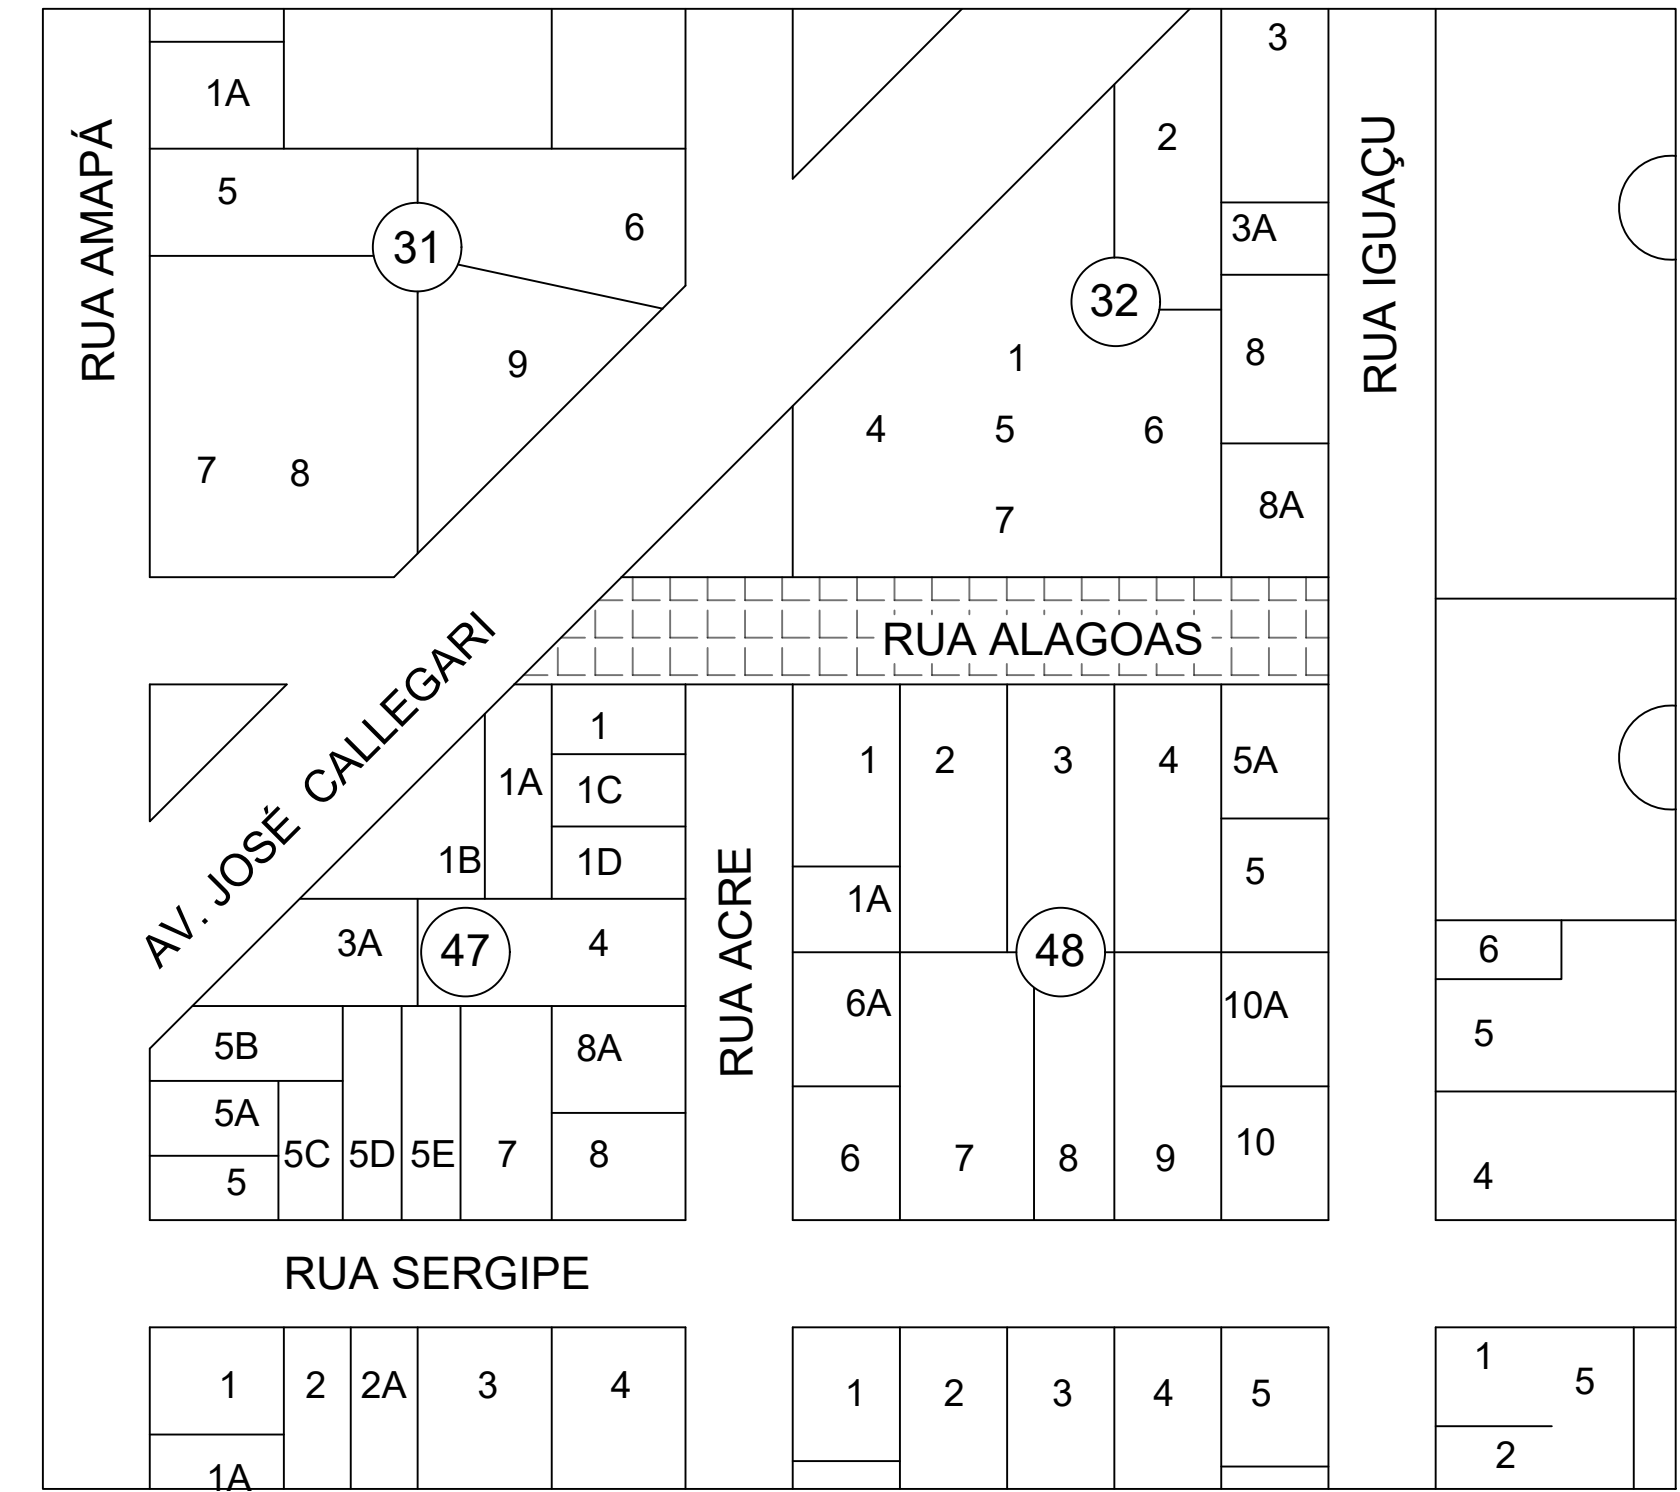 3
1A
RUA AMAPÁ
RUA IGUAÇU
2
5
6
3A
31
32
9
1
8
4
5
6
7
8
8A
7
RUA ALAGOAS
AV. JOSÉ CALLEGARI
1
1A
1C
1B
1D
3A
47
4
RUA ACRE
1
2
3
4
5A
5
1A
48
6A
10A
6
7
8
9
10
5B
8A
5A
5C
5D
5E
7
8
5
6
5
4
RUA SERGIPE
1
2
2A
3
4
1A
1
2
3
4
5
1
5
2